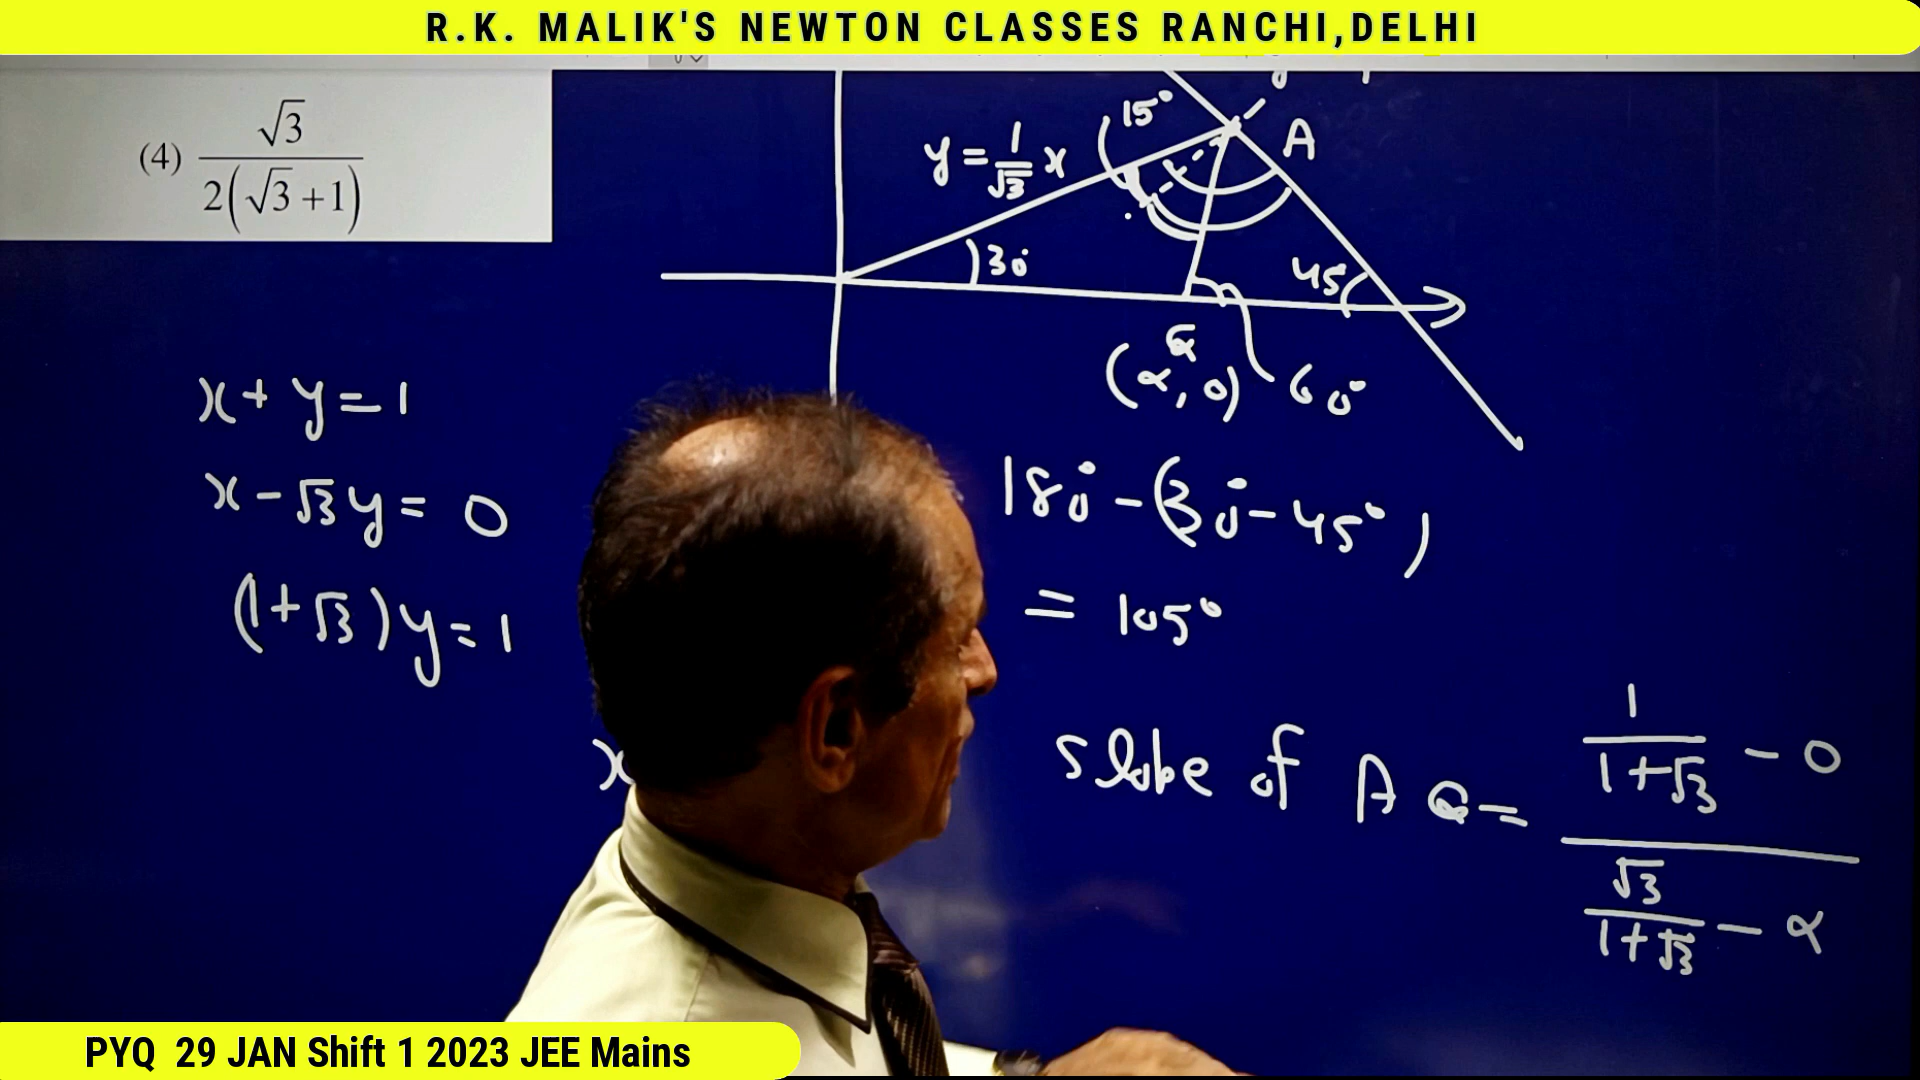 R.K. MALIK'S NEWTON CLASSES RANCHI,DELHI
(4) √3 / 2(√3+1)
15°
A
y = 1/√3 x
30°
45
Q
(α, 0)
60°
x + y = 1
x - √3 y = 0
(1+√3) y = 1
x
180° - (30° - 45°)
= 105°
slope of AQ = (1/(1+√3) - 0) / (√3/(1+√3) - α)
PYQ 29 JAN Shift 1 2023 JEE Mains